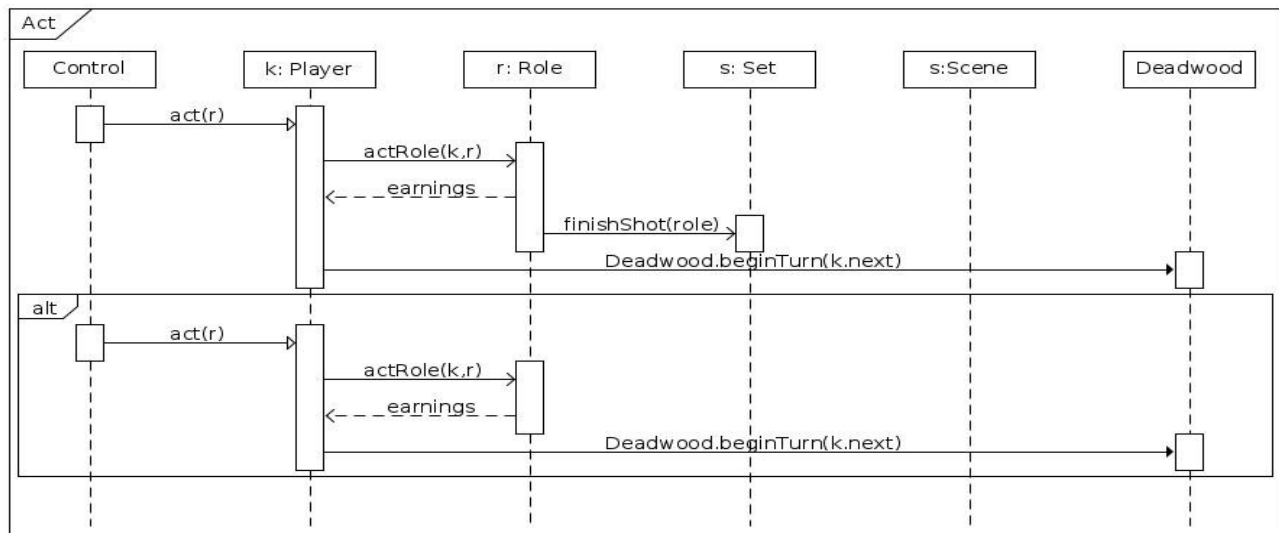 Act
Control
k: Player
r: Role
s: Set
s:Scene
Deadwood
act(r)
actRole(k,r)
earnings
finishShot(role)
Deadwood.beginTurn(k.next)
alt
act(r)
actRole(k,r)
earnings
Deadwood.beginTurn(k.next)